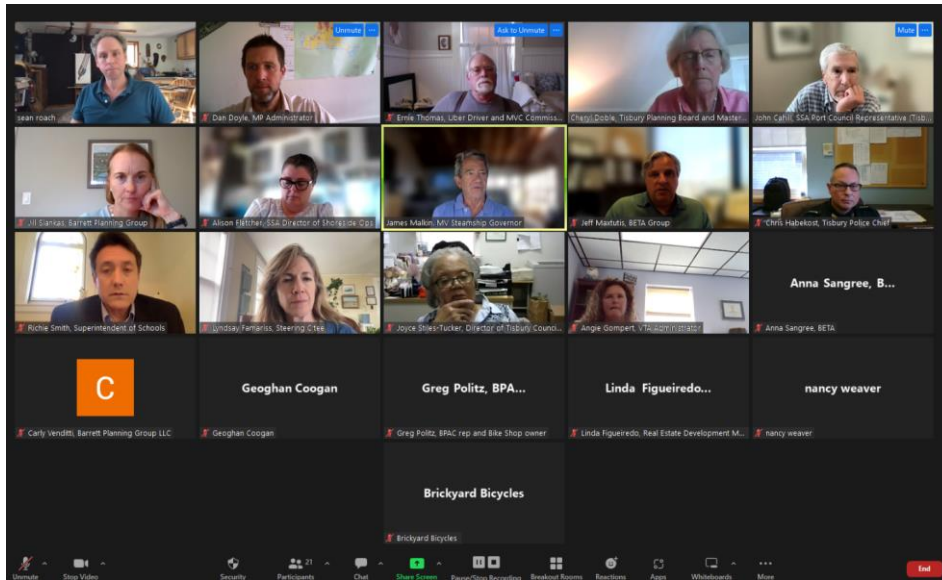 Unmute ...
Ask to Unmute ...
Mute ...
sean roach
Dan Doyle, MP Administrator
Ernie Thomas, Uber Driver and MVC Commiss...
Cheryl Doble, Tisbury Planning Board and Master...
John Cahill, SSA Port Council Representative (Tisb...
Jill Slankas, Barrett Planning Group
Alison Fletcher, SSA Director of Shoreside Ops
James Malkin, MV Steamship Governor
Jeff Maxtutis, BETA Group
Chris Habekost, Tisbury Police Chief
Anna Sangree, B...
Richie Smith, Superintendent of Schools
Lyndsay Famariss, Steering Cttee
Joyce Stiles-Tucker, Director of Tisbury Counci...
Angie Gompert, VTA Administrator
Anna Sangree, BETA
C
Geoghan Coogan
Greg Politz, BPA...
Linda Figueiredo...
nancy weaver
Carly Venditti, Barrett Planning Group LLC
Geoghan Coogan
Greg Politz, BPAC rep and Bike Shop owner
Linda Figueiredo, Real Estate Development M...
nancy weaver
Brickyard Bicycles
Brickyard Bicycles
21
Unmute
Stop Video
Security
Participants
Chat
Share Screen
Pause/Stop Recording
Breakout Rooms
Reactions
Apps
Whiteboards
More
End